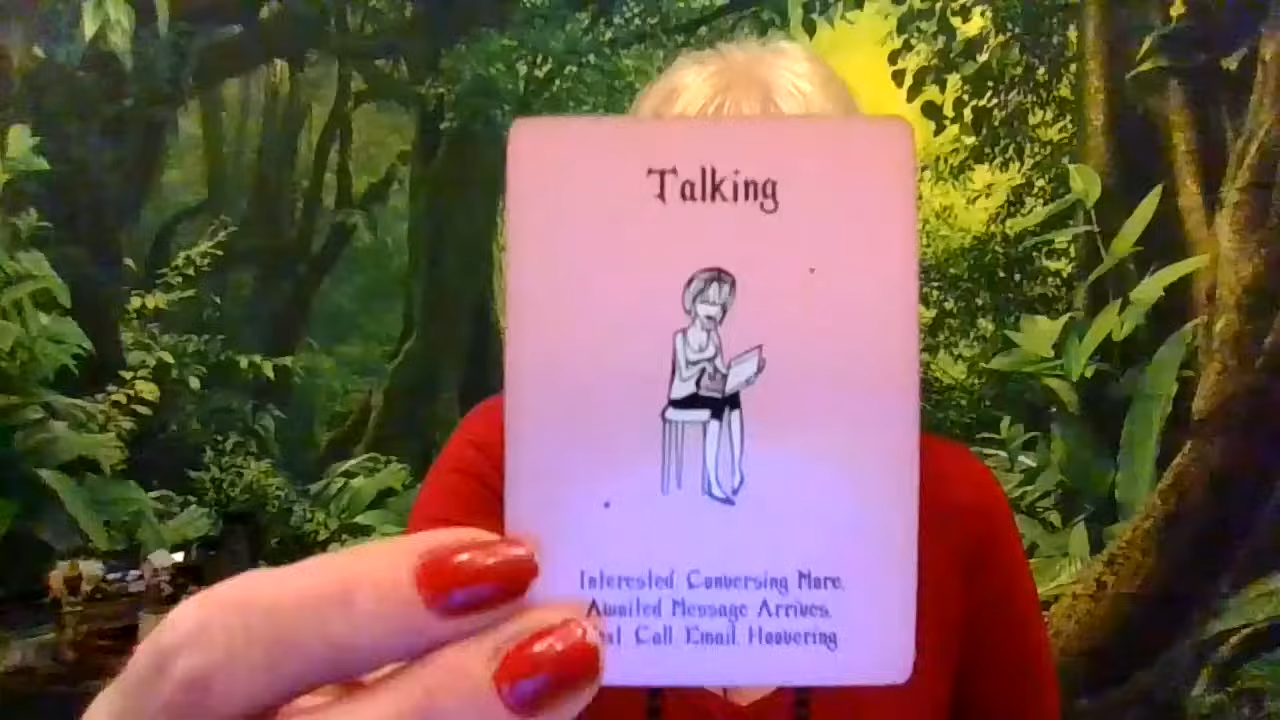 Talking
Interested. Conversing More.
Awaited Message Arrives.
Call Email Hoovering